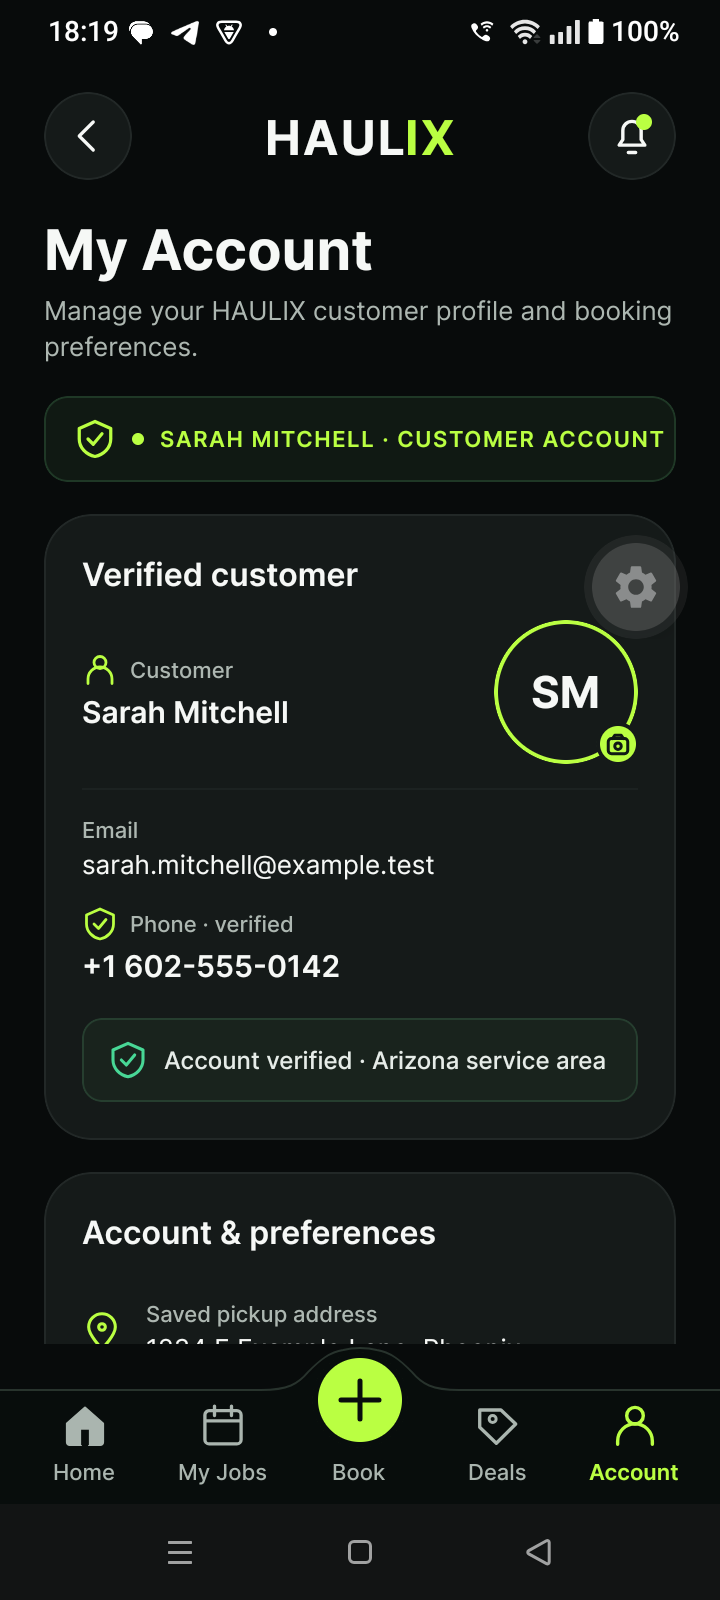 18:19
100%
HAULIX
My Account
Manage your HAULIX customer profile and booking
preferences.
SARAH MITCHELL · CUSTOMER ACCOUNT
Verified customer
Customer
Sarah Mitchell
SM
Email
sarah.mitchell@example.test
Phone · verified
+1 602-555-0142
Account verified · Arizona service area
Account & preferences
Saved pickup address
Home
My Jobs
Book
Deals
Account